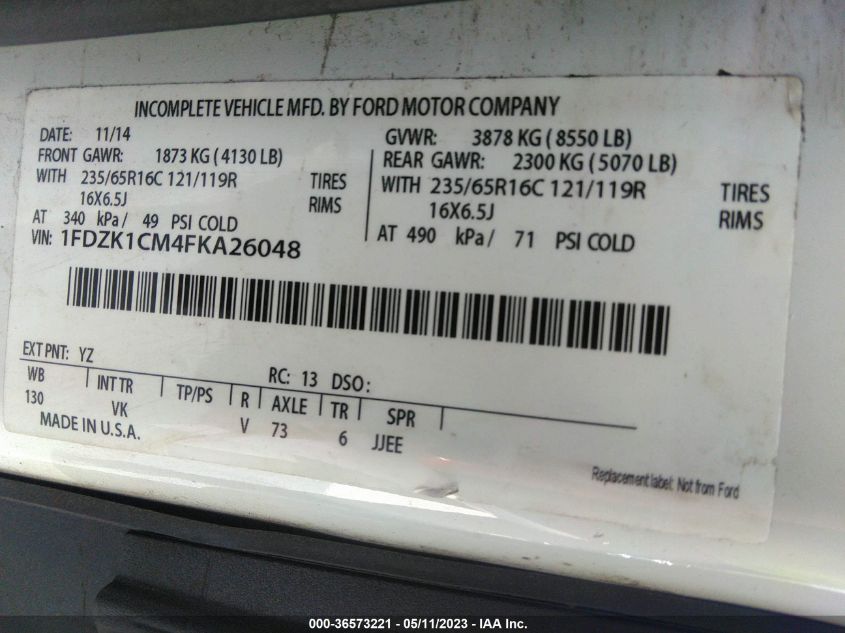 INCOMPLETE VEHICLE MFD. BY FORD MOTOR COMPANY
DATE: 11/14 GVWR: 3878 KG ( 8550 LB)
FRONT GAWR: 1873 KG ( 4130 LB) REAR GAWR: 2300 KG ( 5070 LB)
WITH 235/65R16C 121/119R TIRES WITH 235/65R16C 121/119R TIRES
16X6.5J RIMS 16X6.5J RIMS
AT 340 kPa/ 49 PSI COLD AT 490 kPa/ 71 PSI COLD
VIN: 1FDZK1CM4FKA26048
EXT PNT: YZ RC: 13 DSO:
WB INT TR TP/PS R AXLE TR SPR
130 VK V 73 6 JJEE
MADE IN U.S.A.
Replacement label: Not from Ford
000-36573221 - 05/11/2023 - IAA Inc.